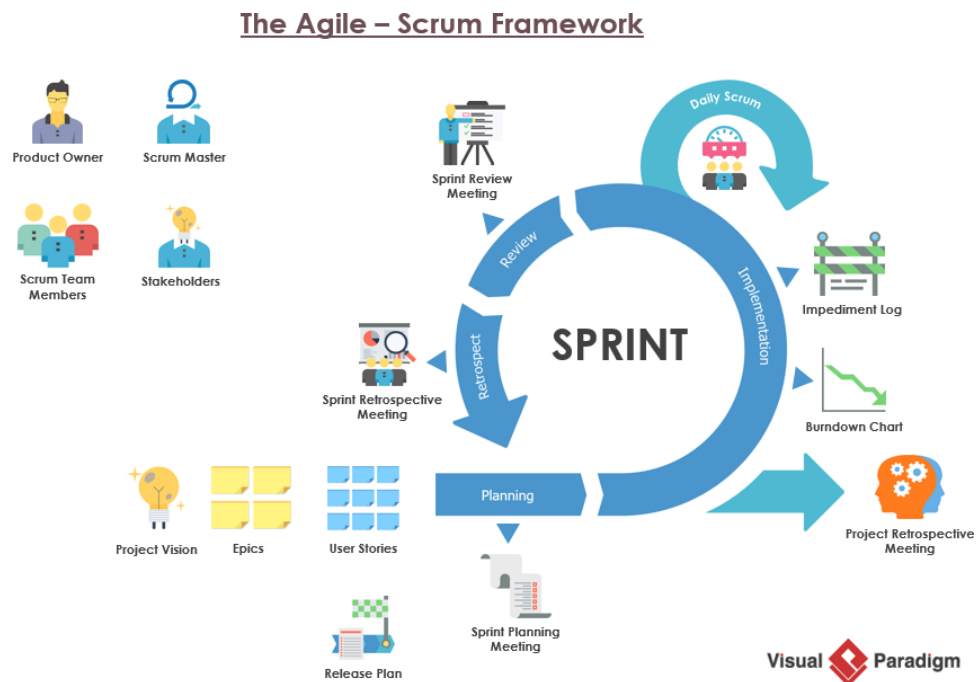 The Agile – Scrum Framework
Product Owner
Scrum Master
Scrum Team
Members
Stakeholders
Sprint Review
Meeting
Daily Scrum
Review
Implementation
Impediment Log
SPRINT
Retrospect
Sprint Retrospective
Meeting
Burndown Chart
Planning
Project Vision
Epics
User Stories
Project Retrospective
Meeting
Sprint Planning
Meeting
Release Plan
Visual Paradigm